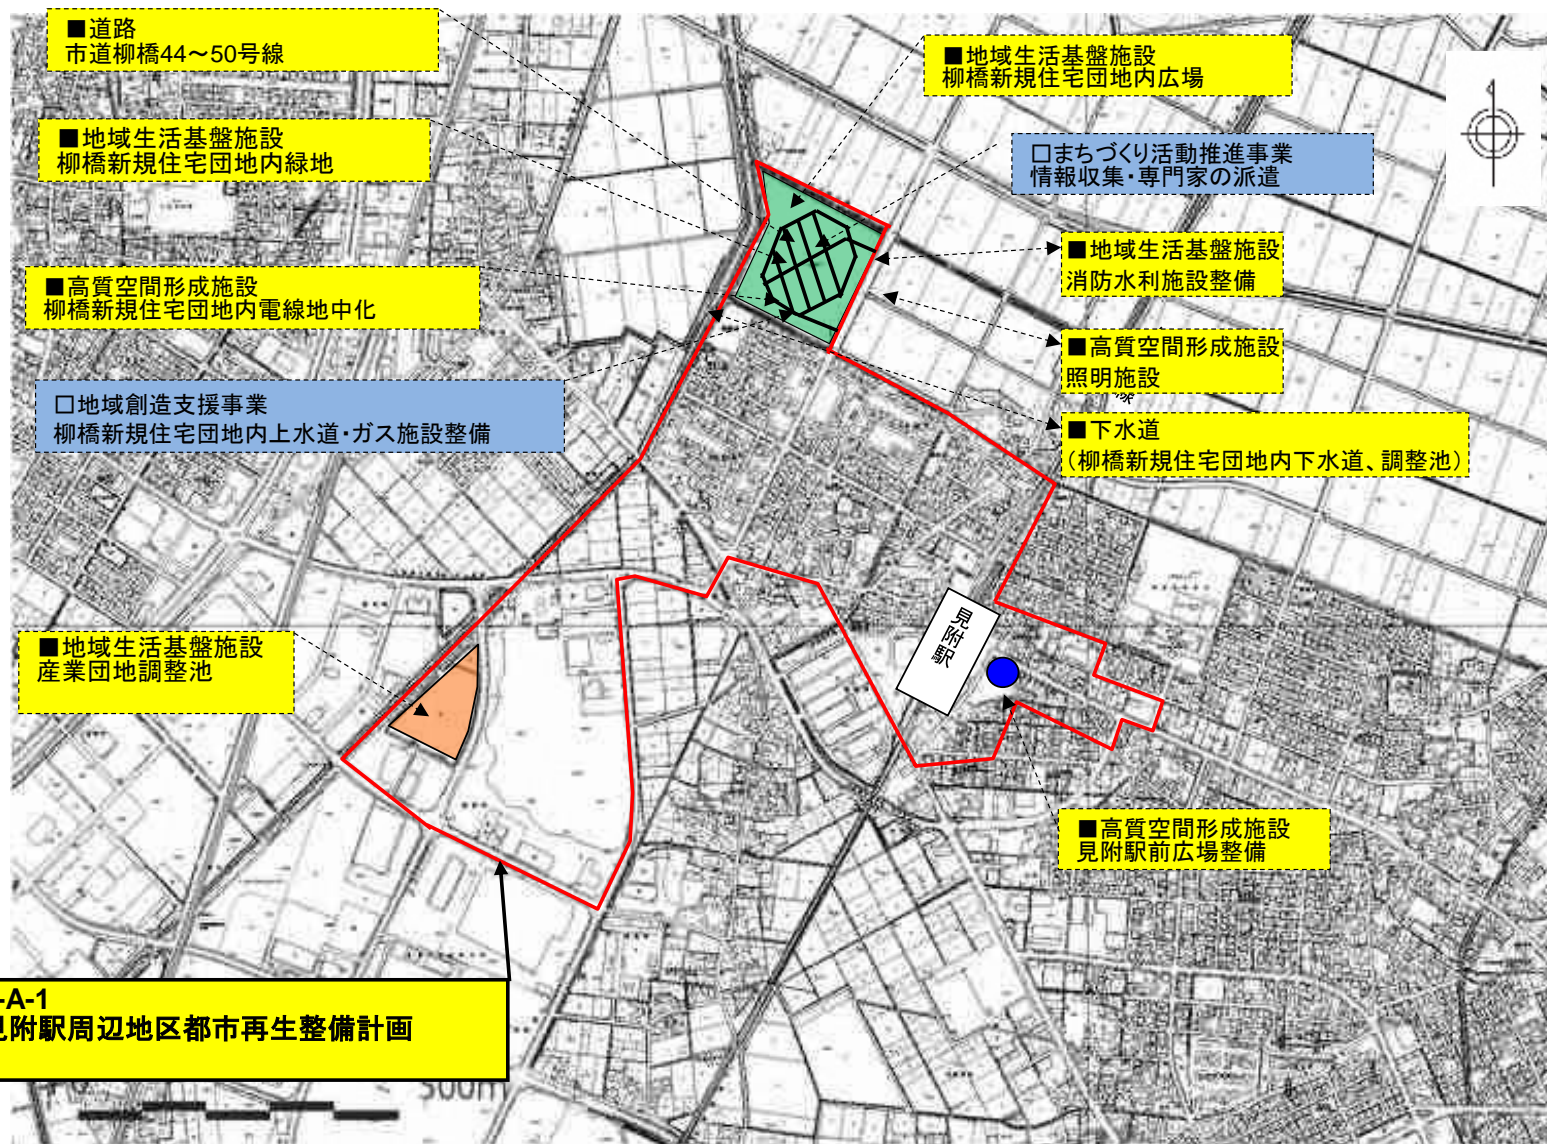 ■道路
市道柳橋44～50号線
■地域生活基盤施設
柳橋新規住宅団地内広場
■地域生活基盤施設
柳橋新規住宅団地内緑地
□まちづくり活動推進事業
情報収集・専門家の派遣
■地域生活基盤施設
消防水利施設整備
■高質空間形成施設
柳橋新規住宅団地内電線地中化
■高質空間形成施設
照明施設
□地域創造支援事業
柳橋新規住宅団地内上水道・ガス施設整備
■下水道
（柳橋新規住宅団地内下水道、調整池）
見附駅
■地域生活基盤施設
産業団地調整池
■高質空間形成施設
見附駅前広場整備
-A-1
見附駅周辺地区都市再生整備計画
500m